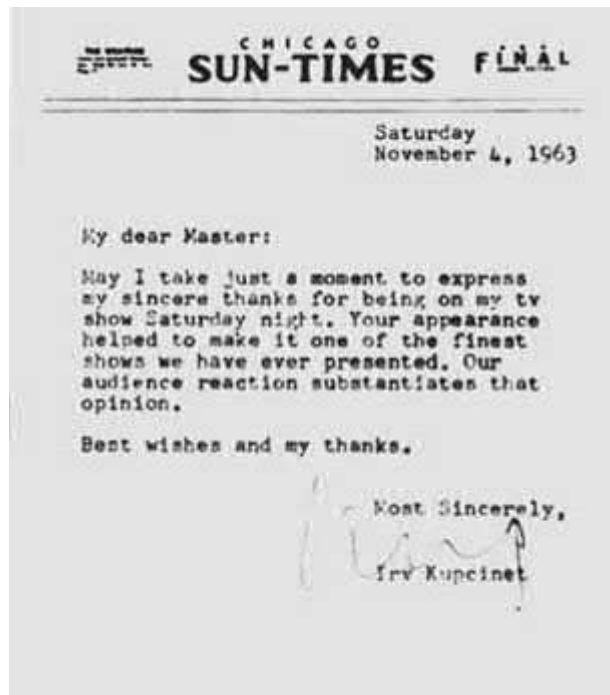 CHICAGO
SUN-TIMES
FINAL
Saturday
November 4, 1963
My dear Master:
May I take just a moment to express
my sincere thanks for being on my tv
show Saturday night. Your appearance
helped to make it one of the finest
shows we have ever presented. Our
audience reaction substantiates that
opinion.
Best wishes and my thanks.
Most Sincerely,
Irv Kupcinet